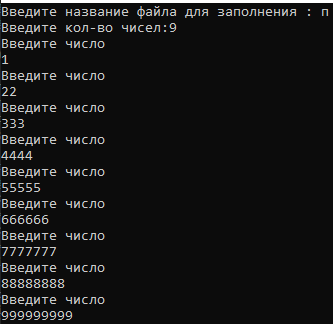 Введите название файла для заполнения : п
Введите кол-во чисел:9
Введите число
1
Введите число
22
Введите число
333
Введите число
4444
Введите число
55555
Введите число
666666
Введите число
7777777
Введите число
88888888
Введите число
999999999